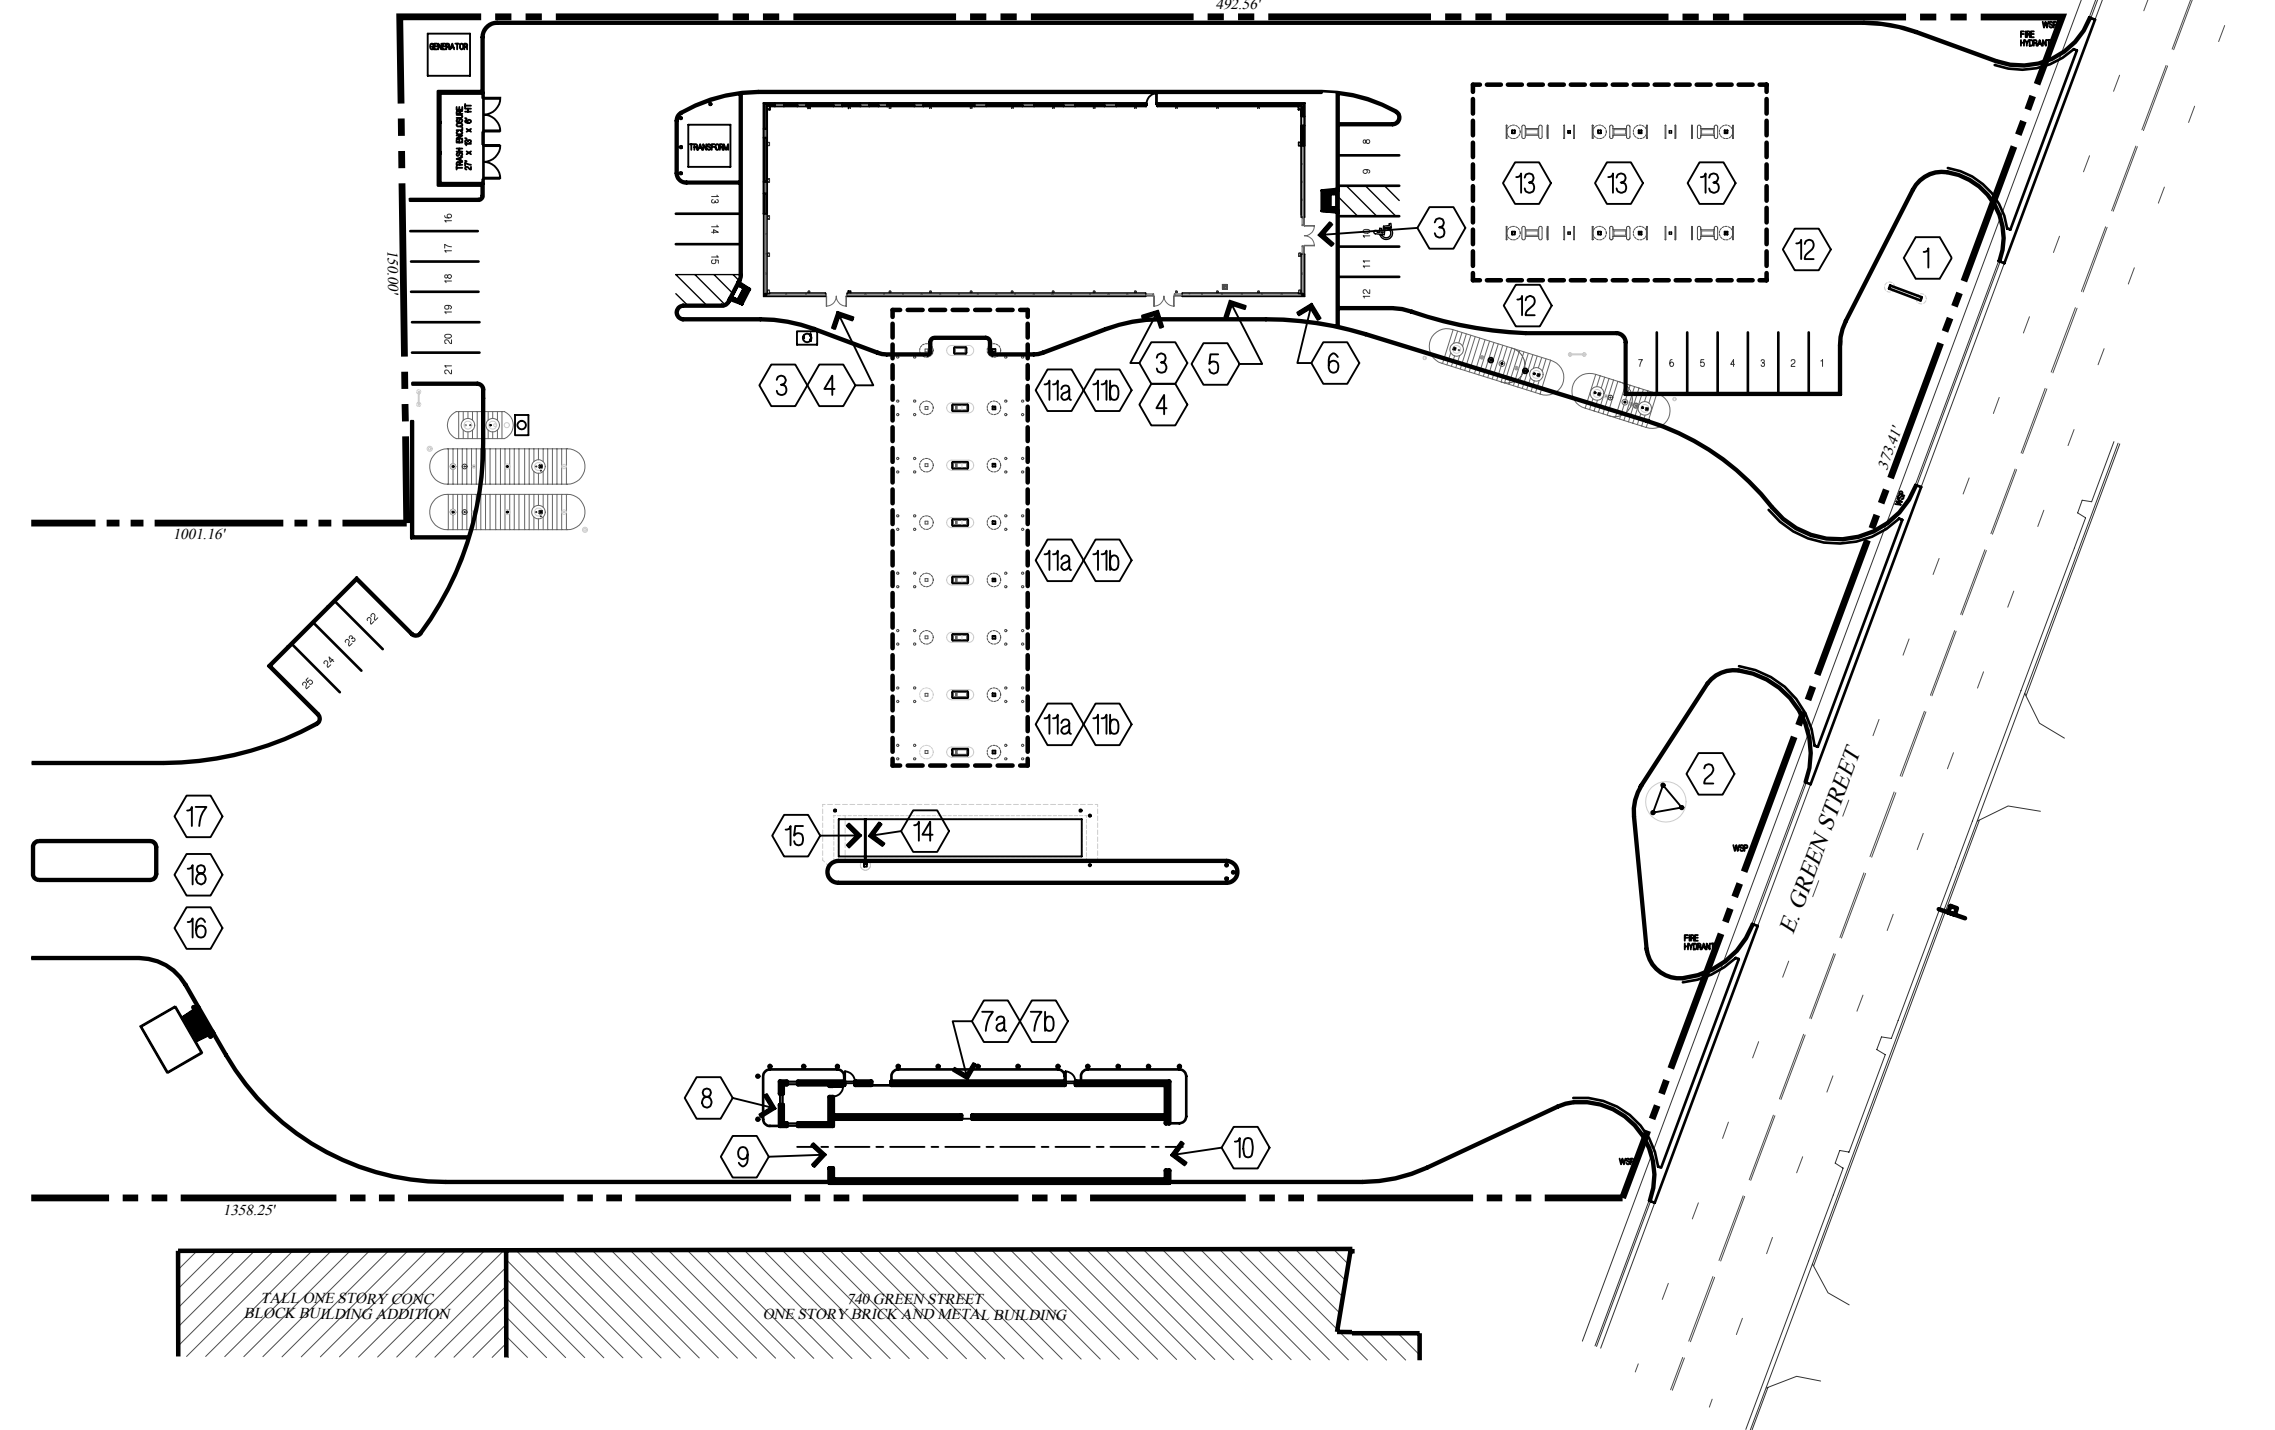 492.56'
WSP
FIRE
HYDRANT
GENERATOR
TRASH ENCLOSURE
27' X 13' X 6' HT
TRANSFORM
8
9
10
11
12
13
14
15
16
17
18
19
20
21
150.00'
13
13
13
12
12
1
3
3
4
3
4
5
6
7
6
5
4
3
2
1
11a
11b
11a
11b
11a
11b
373.41'
WSP
1001.16'
22
23
24
25
2
WSP
FIRE
HYDRANT
E. GREEN STREET
17
18
16
15
14
7a
7b
8
9
10
WSP
1358.25'
TALL ONE STORY CONC
BLOCK BUILDING ADDITION
740 GREEN STREET
ONE STORY BRICK AND METAL BUILDING